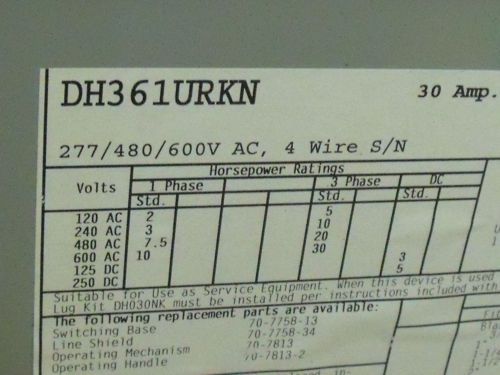 DH361URKN 30 Amp.
277/480/600V AC, 4 Wire S/N
Horsepower Ratings
Volts 1 Phase 3 Phase DC
Std. Std. Std.
120 AC 2 5
240 AC 3 10
480 AC 7.5 20
600 AC 10 30
125 DC 3
250 DC 5
Suitable for Use as Service Equipment. When this device is used
Lug Kit DH030NK must be installed per instructions included with
The following replacement parts are available:
Switching Base 70-7758-13
Line Shield 70-7758-34
Operating Mechanism 70-7813
Operating Handle 70-7813-2